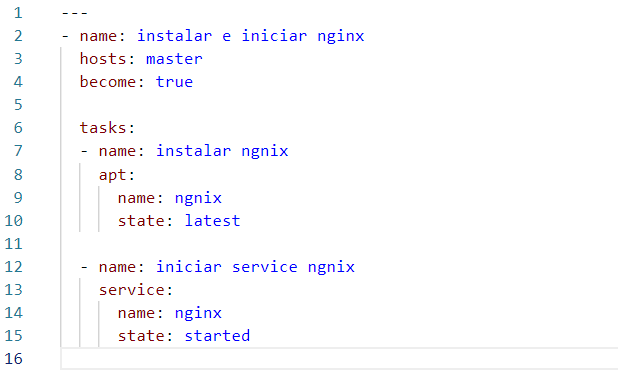 1 ---
2 - name: instalar e iniciar nginx
3 hosts: master
4 become: true
5
6 tasks:
7 - name: instalar ngnix
8 apt:
9 name: ngnix
10 state: latest
11
12 - name: iniciar service ngnix
13 service:
14 name: nginx
15 state: started
16